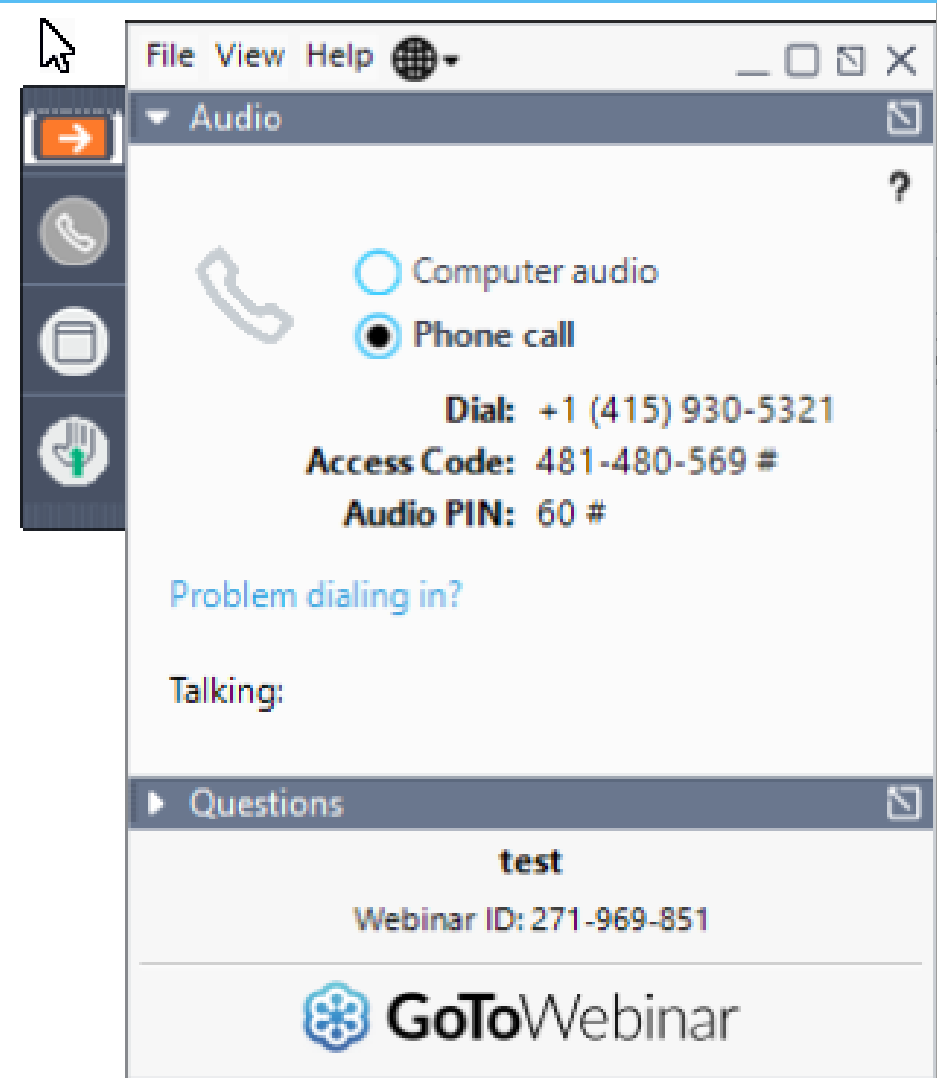 File View Help
Audio
?
Computer audio
Phone call
Dial: +1 (415) 930-5321
Access Code: 481-480-569 #
Audio PIN: 60 #
Problem dialing in?
Talking:
Questions
test
Webinar ID: 271-969-851
GoToWebinar